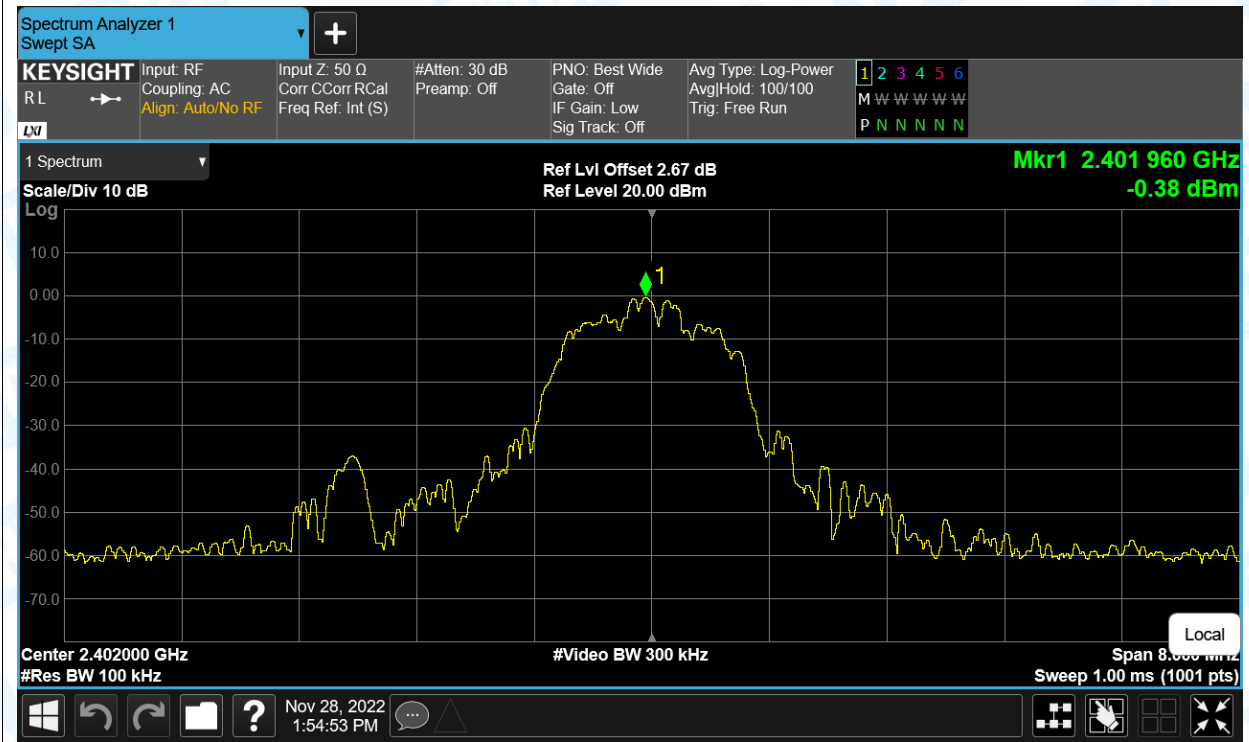 Spectrum Analyzer 1
Swept SA
+
KEYSIGHT
R L
LXI
Input: RF
Coupling: AC
Align: Auto/No RF
Input Z: 50 Ω
Corr CCorr RCal
Freq Ref: Int (S)
#Atten: 30 dB
Preamp: Off
PNO: Best Wide
Gate: Off
IF Gain: Low
Sig Track: Off
Avg Type: Log-Power
Avg|Hold: 100/100
Trig: Free Run
1 2 3 4 5 6
M W W W W W
P N N N N N
1 Spectrum
Scale/Div 10 dB
Log
Ref Lvl Offset 2.67 dB
Ref Level 20.00 dBm
Mkr1 2.401 960 GHz
-0.38 dBm
1
10.0
0.00
-10.0
-20.0
-30.0
-40.0
-50.0
-60.0
-70.0
Local
Center 2.402000 GHz
#Res BW 100 kHz
#Video BW 300 kHz
Span 8.000 MHz
Sweep 1.00 ms (1001 pts)
?
Nov 28, 2022
1:54:53 PM